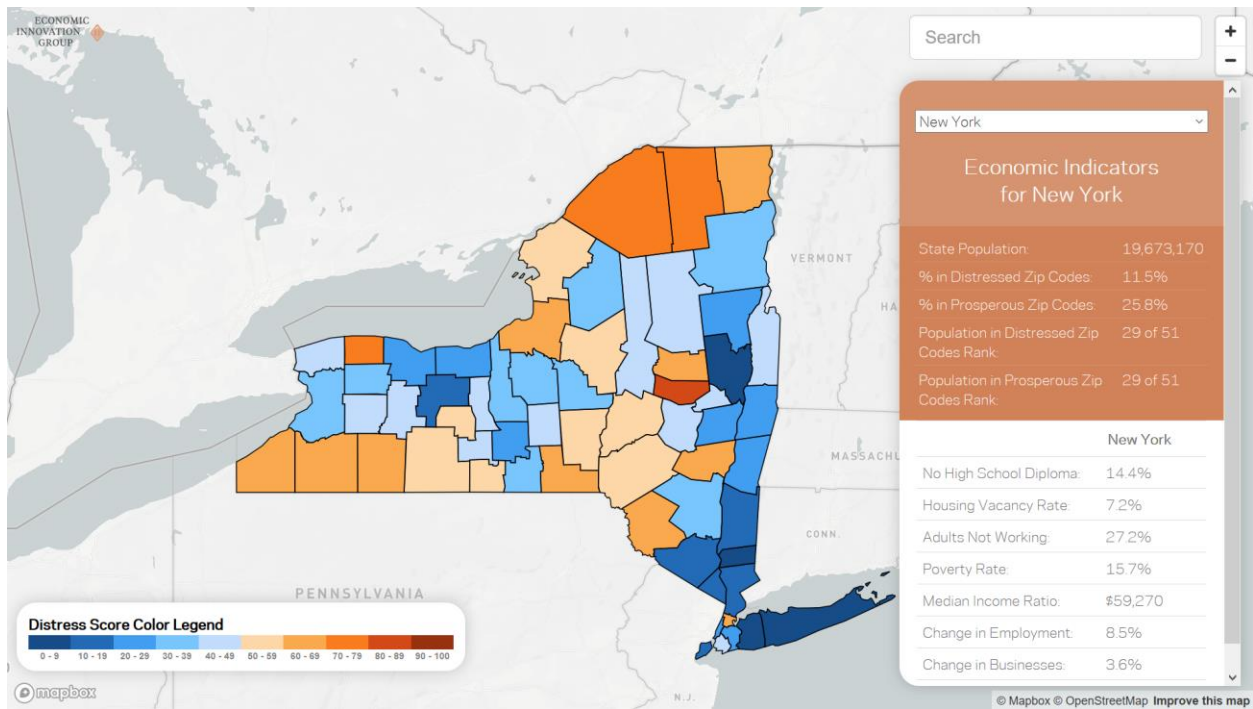 ECONOMIC
INNOVATION
GROUP
Search
+
−
New York
Economic Indicators
for New York
State Population: 19,673,170
% in Distressed Zip Codes: 11.5%
% in Prosperous Zip Codes: 25.8%
Population in Distressed Zip 29 of 51
Codes Rank:
Population in Prosperous Zip 29 of 51
Codes Rank:
New York
No High School Diploma: 14.4%
Housing Vacancy Rate: 7.2%
Adults Not Working: 27.2%
Poverty Rate: 15.7%
Median Income Ratio: $59,270
Change in Employment: 8.5%
Change in Businesses: 3.6%
VERMONT
HA
MASSACHU
CONN.
PENNSYLVANIA
N.J.
Distress Score Color Legend
0 - 9 10 - 19 20 - 29 30 - 39 40 - 49 50 - 59 60 - 69 70 - 79 80 - 89 90 - 100
mapbox
© Mapbox © OpenStreetMap Improve this map